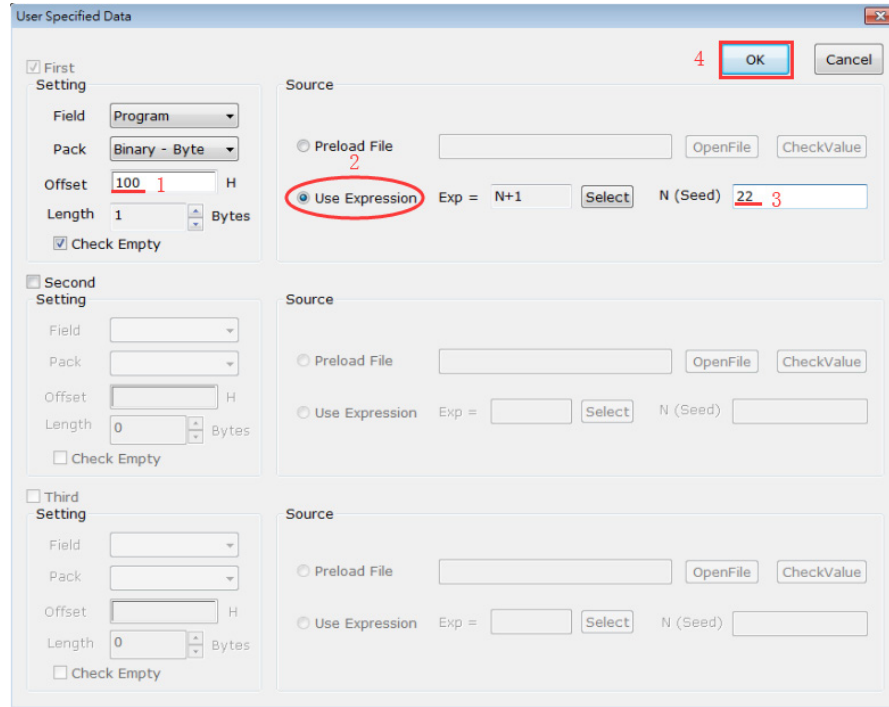 User Specified Data
4 OK Cancel
First
Setting Source
Field Program
Pack Binary - Byte Preload File OpenFile CheckValue
2
Offset 100 1 H Use Expression Exp = N+1 Select N (Seed) 22 3
Length 1 Bytes
Check Empty
Second
Setting Source
Field
Pack Preload File OpenFile CheckValue
Offset H Use Expression Exp = Select N (Seed)
Length 0 Bytes
Check Empty
Third
Setting Source
Field
Pack Preload File OpenFile CheckValue
Offset H Use Expression Exp = Select N (Seed)
Length 0 Bytes
Check Empty